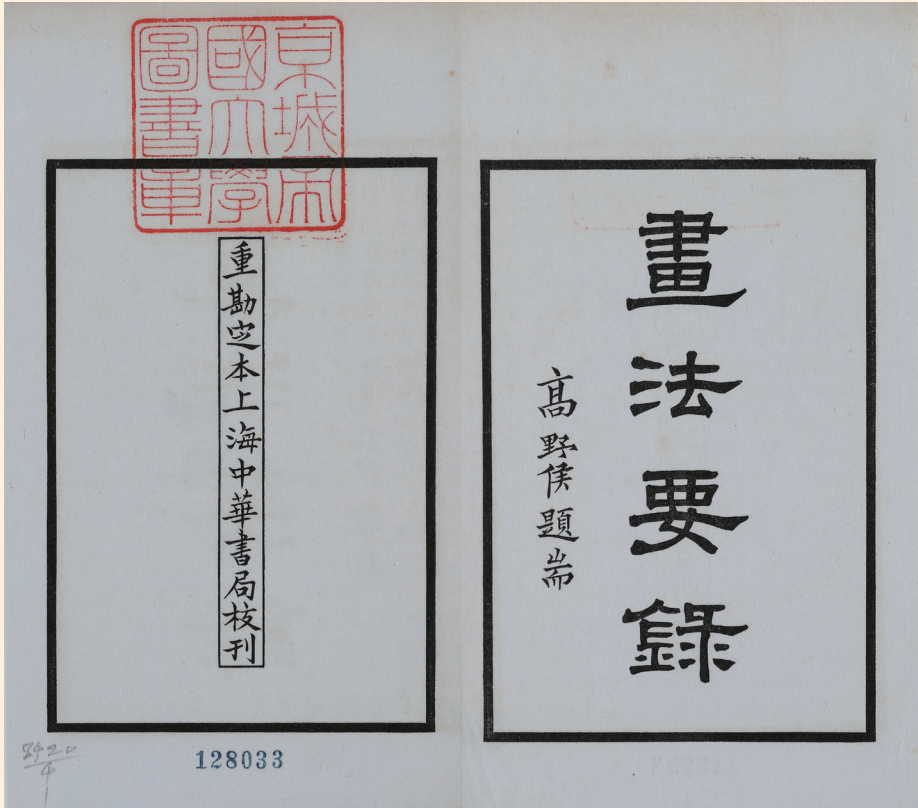 畫法要錄
高野侯題耑
京城帝
國大學
圖書章
重勘定本上海中華書局校刊
128033